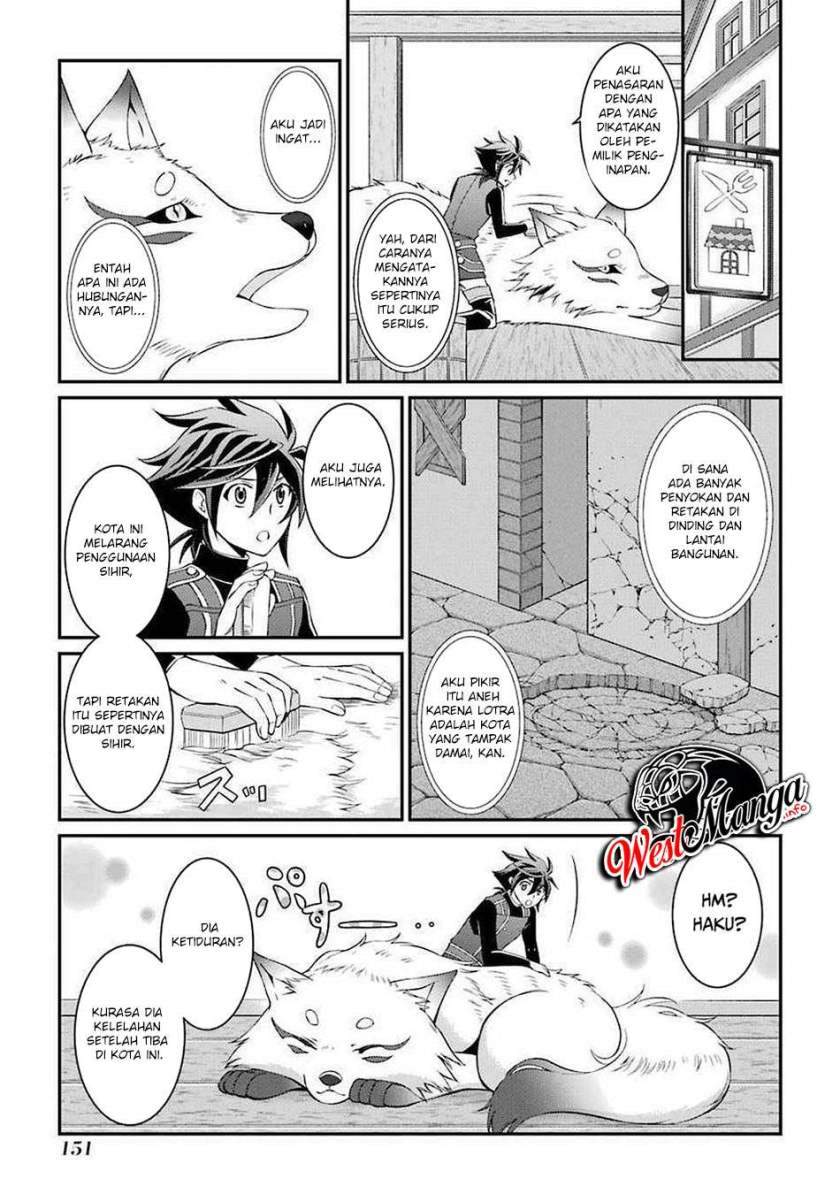 AKU
PENASARAN
DENGAN
APA YANG
DIKATAKAN
OLEH PE-
MILIK PENG-
INAPAN.
YAH, DARI
CARANYA
MENGATA-
KANNYA
SEPERTINYA
ITU CUKUP
SERIUS.
AKU JADI
INGAT...
ENTAH
APA INI ADA
HUBUNGAN-
NYA, TAPI...
DI SANA
ADA BANYAK
PENYOKAN DAN
RETAKAN DI
DINDING DAN
LANTAI
BANGUNAN.
AKU PIKIR
ITU ANEH
KARENA LOTRA
ADALAH KOTA
YANG TAMPAK
DAMAI, KAN.
AKU JUGA
MELIHATNYA.
KOTA INI
MELARANG
PENGGUNAAN
SIHIR,
TAPI RETAKAN
ITU SEPERTINYA
DIBUAT DENGAN
SIHIR.
ズッ
WestManga
.info
HM?
HAKU?
DIA
KETIDURAN?
KURASA DIA
KELELAHAN
SETELAH TIBA
DI KOTA INI.
151